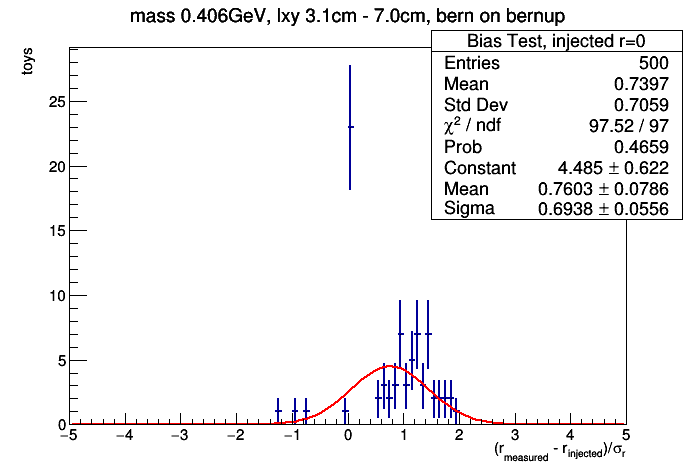 mass 0.406GeV, lxy 3.1cm - 7.0cm, bern on bernup
Bias Test, injected r=0
Entries 500
Mean 0.7397
Std Dev 0.7059
χ² / ndf 97.52 / 97
Prob 0.4659
Constant 4.485 ± 0.622
Mean 0.7603 ± 0.0786
Sigma 0.6938 ± 0.0556
toys
25
20
15
10
5
0
−5 −4 −3 −2 −1 0 1 2 3 4 5
(r_measured - r_injected)/σ_r